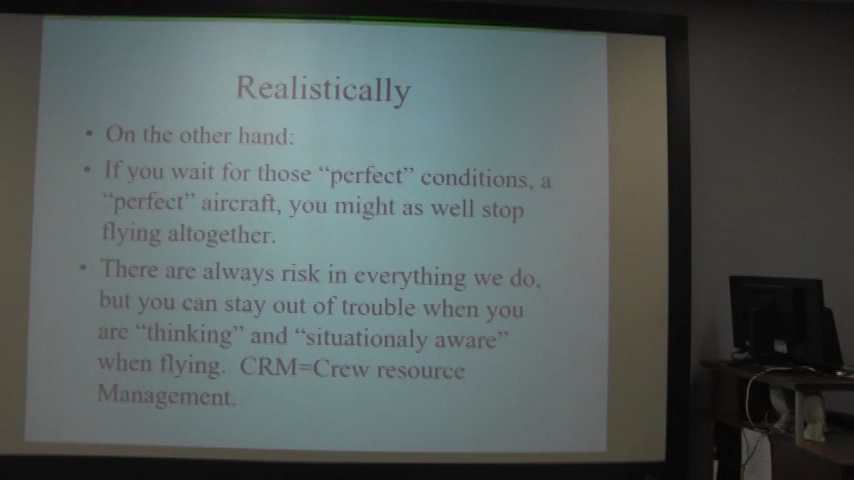 Realistically
• On the other hand:
• If you wait for those “perfect” conditions, a
“perfect” aircraft, you might as well stop
flying altogether.
• There are always risk in everything we do,
but you can stay out of trouble when you
are “thinking” and “situationaly aware”
when flying. CRM=Crew resource
Management.